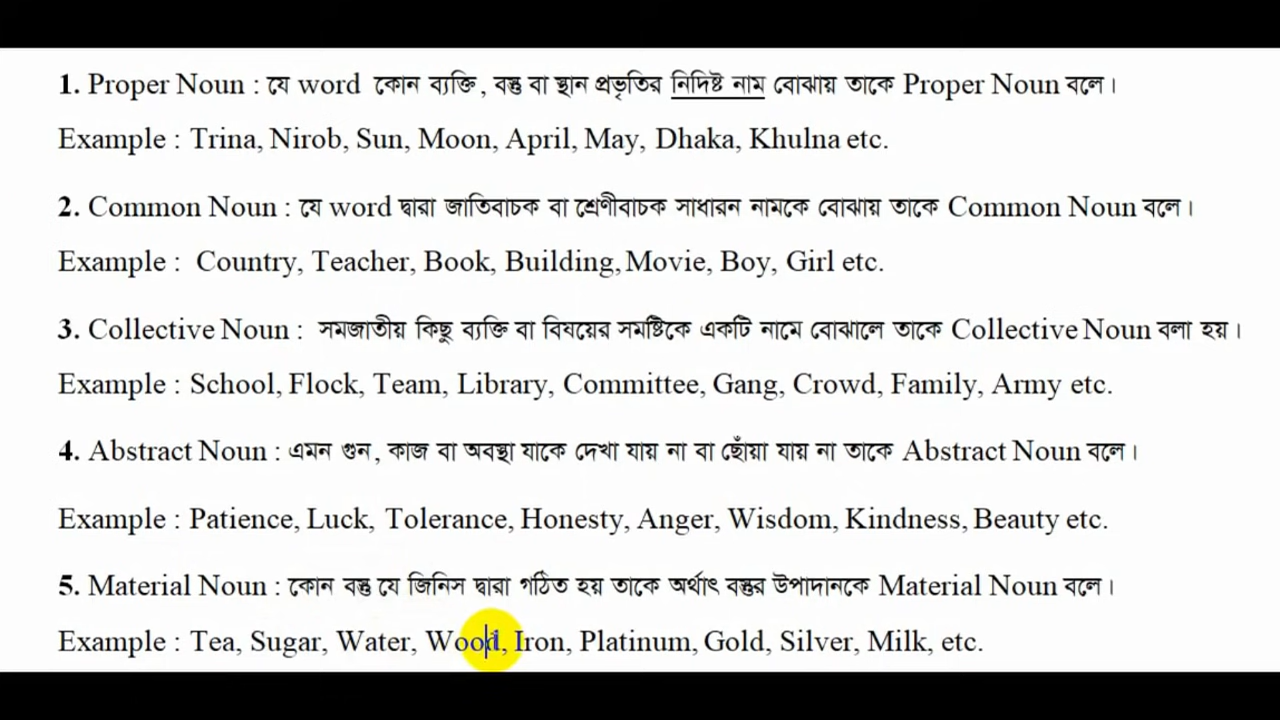 1. Proper Noun : যে word কোন ব্যক্তি, বস্তু বা স্থান প্রভৃতির নিদিষ্ট নাম বোঝায় তাকে Proper Noun বলে।
Example : Trina, Nirob, Sun, Moon, April, May, Dhaka, Khulna etc.
2. Common Noun : যে word দ্বারা জাতিবাচক বা শ্রেণীবাচক সাধারন নামকে বোঝায় তাকে Common Noun বলে।
Example : Country, Teacher, Book, Building, Movie, Boy, Girl etc.
3. Collective Noun : সমজাতীয় কিছু ব্যক্তি বা বিষয়ের সমষ্টিকে একটি নামে বোঝালে তাকে Collective Noun বলা হয়।
Example : School, Flock, Team, Library, Committee, Gang, Crowd, Family, Army etc.
4. Abstract Noun : এমন গুন, কাজ বা অবস্থা যাকে দেখা যায় না বা ছোঁয়া যায় না তাকে Abstract Noun বলে।
Example : Patience, Luck, Tolerance, Honesty, Anger, Wisdom, Kindness, Beauty etc.
5. Material Noun : কোন বস্তু যে জিনিস দ্বারা গঠিত হয় তাকে অর্থাৎ বস্তুর উপাদানকে Material Noun বলে।
Example : Tea, Sugar, Water, Wood, Iron, Platinum, Gold, Silver, Milk, etc.